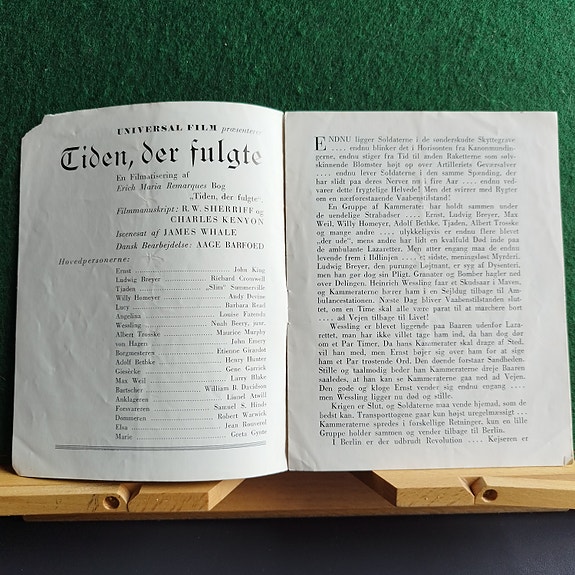 UNIVERSAL FILM præsenterer
Tiden, der fulgte
En Filmatisering af
Erich Maria Remarques Bog
„Tiden, der fulgte“.
Filmmanuskript: R.W. SHERRIFF og
CHARLES KENYON
Iscenesat af JAMES WHALE
Dansk Bearbejdelse: AAGE BARFOED
Hovedpersonerne:
Ernst John King
Ludwig Breyer Richard Cromwell
Tjaden „Slim“ Summerville
Willy Homeyer Andy Devine
Lucy Barbara Read
Angelina Louise Fazenda
Wessling Noah Beery, junr.
Albert Trosske Maurice Murphy
von Hagen John Emery
Borgmesteren Etienne Girardot
Adolf Bethke Henry Hunter
Giesecke Gene Garrick
Max Weil Larry Blake
Bartscher William B. Davidson
Anklageren Lionel Atwill
Forsvareren Samuel S. Hinds
Dommeren Robert Warwick
Elsa Jean Rouverol
Marie Greta Gynte
ENDNU ligger Soldaterne i de sønderskudte Skyttegrave
.... endnu blinker det i Horisonten fra Kanonmundin-
gerne, endnu stiger fra Tid til anden Raketterne som sølv-
skinnende Blomster højt op over Artilleriets Geværsalver
.... endnu lever Soldaterne i den samme Spænding, der
har slidt paa deres Nerver nu i fire Aar .... endnu ved-
varer dette frygtelige Helvede! Men det svirrer med Rygter
om en nærforestaaende Vaabenstilstand!
En Gruppe af Kammerater har holdt sammen under
de uendelige Strabadser .... Ernst, Ludwig Breyer, Max
Weil, Willy Homeyer, Adolf Bethke, Tjaden, Albert Trosske
og mange andre .... ulykkeligvis er endnu flere blevet
„der ude“, mens andre har lidt en kvalfuld Død inde paa
de ambulante Lazaretter. Men atter engang maa de endnu
levende frem i Ildlinjen .... et sidste, meningsløst Myrderi.
Ludwig Breyer, den purunge Løjtnant, er syg af Dysenteri,
men han gør dog sin Pligt. Granater og Bomber hagler ned
over Delingen. Heinrich Wessling faar et Skudsaar i Maven,
og Kammeraterne bærer ham i en Sejldug tilbage til Am-
bulancestationen. Næste Dag bliver Vaabenstilstanden slut-
tet, om en Time skal alle være parat til at marchere bort
.... ad Vejen tilbage til Livet!
Wessling er blevet liggende paa Baaren udenfor Laza-
rettet, man har ikke villet tage ham ind, da han dog dør
om et Par Timer. Da hans Kammerater skal drage af Sted,
vil han med, men Ernst bøjer sig over ham for at sige
ham et Par trøstende Ord. Den døende forstaar Sandheden.
Stille og taalmodig beder han Kammeraterne dreje Baaren
saaledes, at han kan se Kammeraterne gaa ned ad Vejen.
Den gode og kloge Ernst vender sig endnu engang ....
men Wessling ligger nu død og stille.
Krigen er Slut, og Soldaterne maa vende hjemad, som de
bedst kan. Transporttogene gaar kun højst uregelmæssigt ...
Kammeraterne spredes i forskellige Retninger, kun en lille
Gruppe holder sammen og vender tilbage til Berlin.
I Berlin er der udbrudt Revolution .... Kejseren er